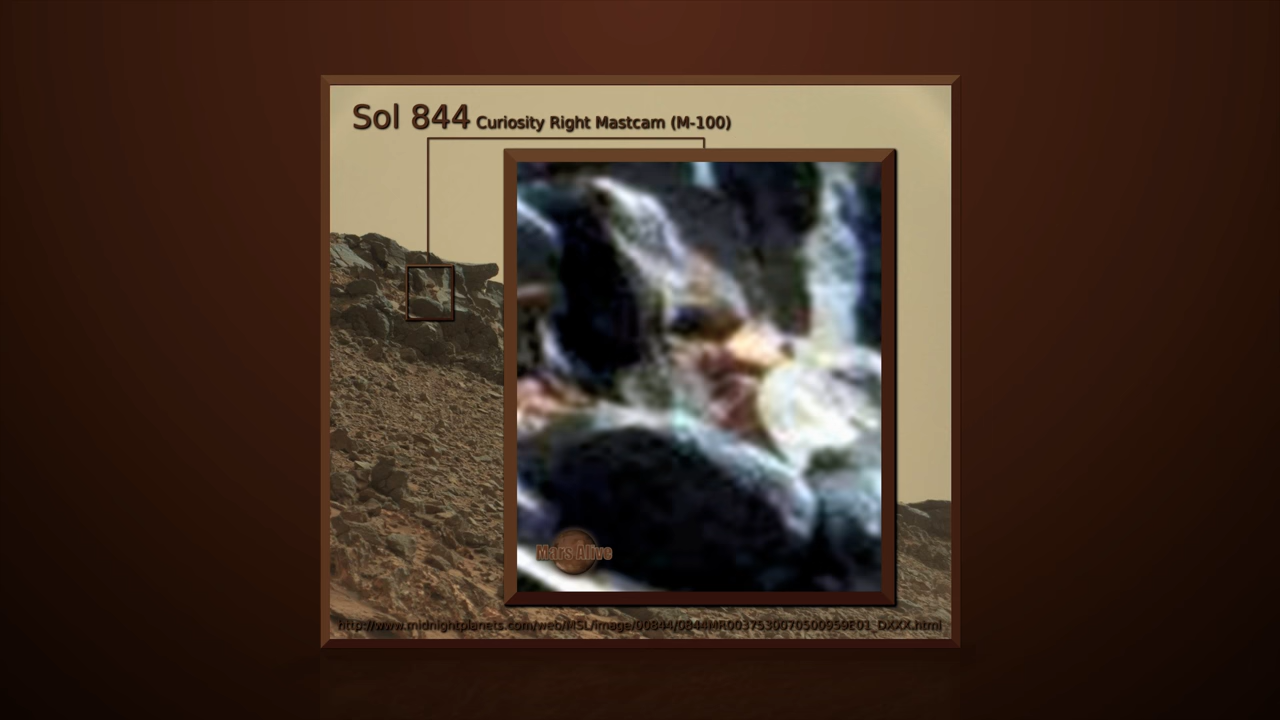 Sol 844 Curiosity Right Mastcam (M-100)
Mars Alive
http://www.midnightplanets.com/web/MSL/image/00844/0844MR0037530070500959E01_DXXX.html